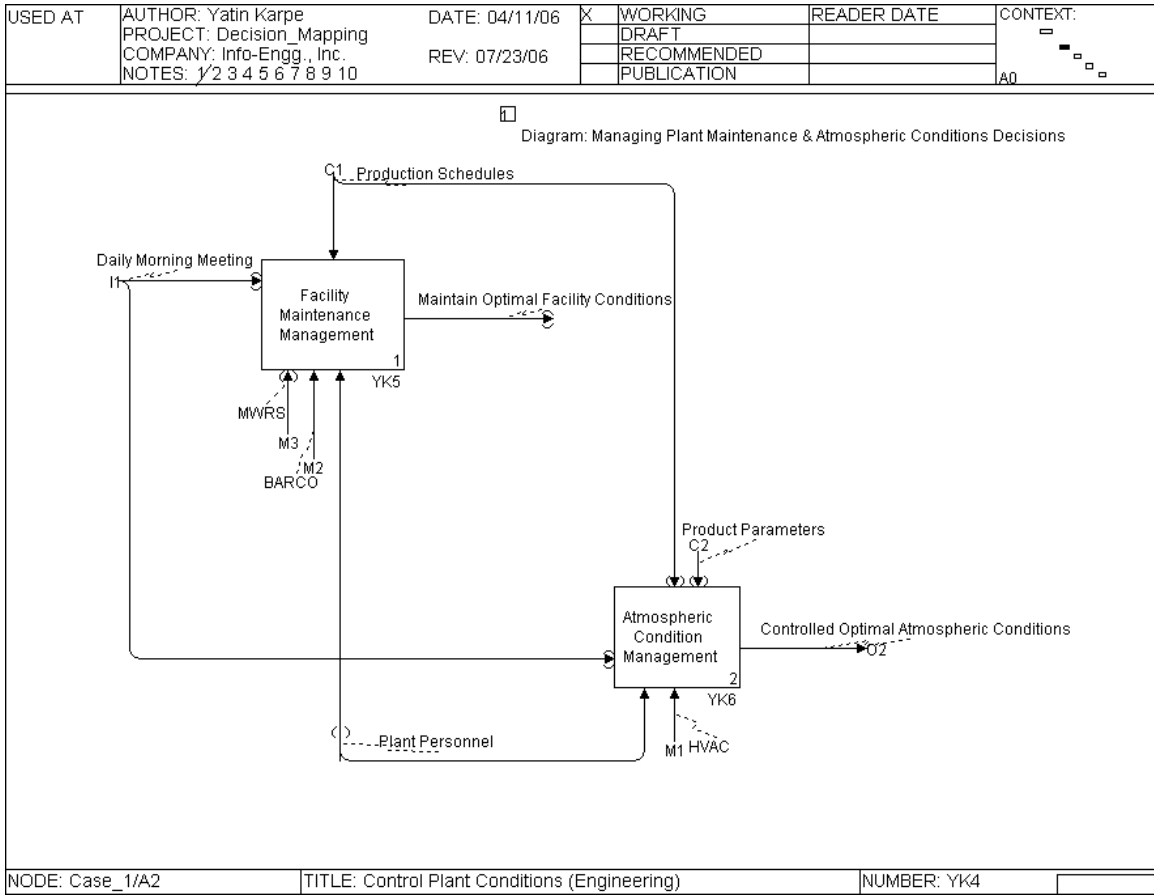 USED AT
AUTHOR: Yatin Karpe
DATE: 04/11/06
PROJECT: Decision_Mapping
COMPANY: Info-Engg., Inc.
REV: 07/23/06
NOTES: 1 2 3 4 5 6 7 8 9 10
X
WORKING
READER DATE
DRAFT
RECOMMENDED
PUBLICATION
CONTEXT:
A0
1
Diagram: Managing Plant Maintenance & Atmospheric Conditions Decisions
C1
Production Schedules
Daily Morning Meeting
I1
Facility
Maintenance
Management
1
YK5
Maintain Optimal Facility Conditions
MWRS
M3
M2
BARCO
Product Parameters
C2
Atmospheric
Condition
Management
2
YK6
Controlled Optimal Atmospheric Conditions
O2
Plant Personnel
M1
HVAC
NODE: Case_1/A2
TITLE: Control Plant Conditions (Engineering)
NUMBER: YK4